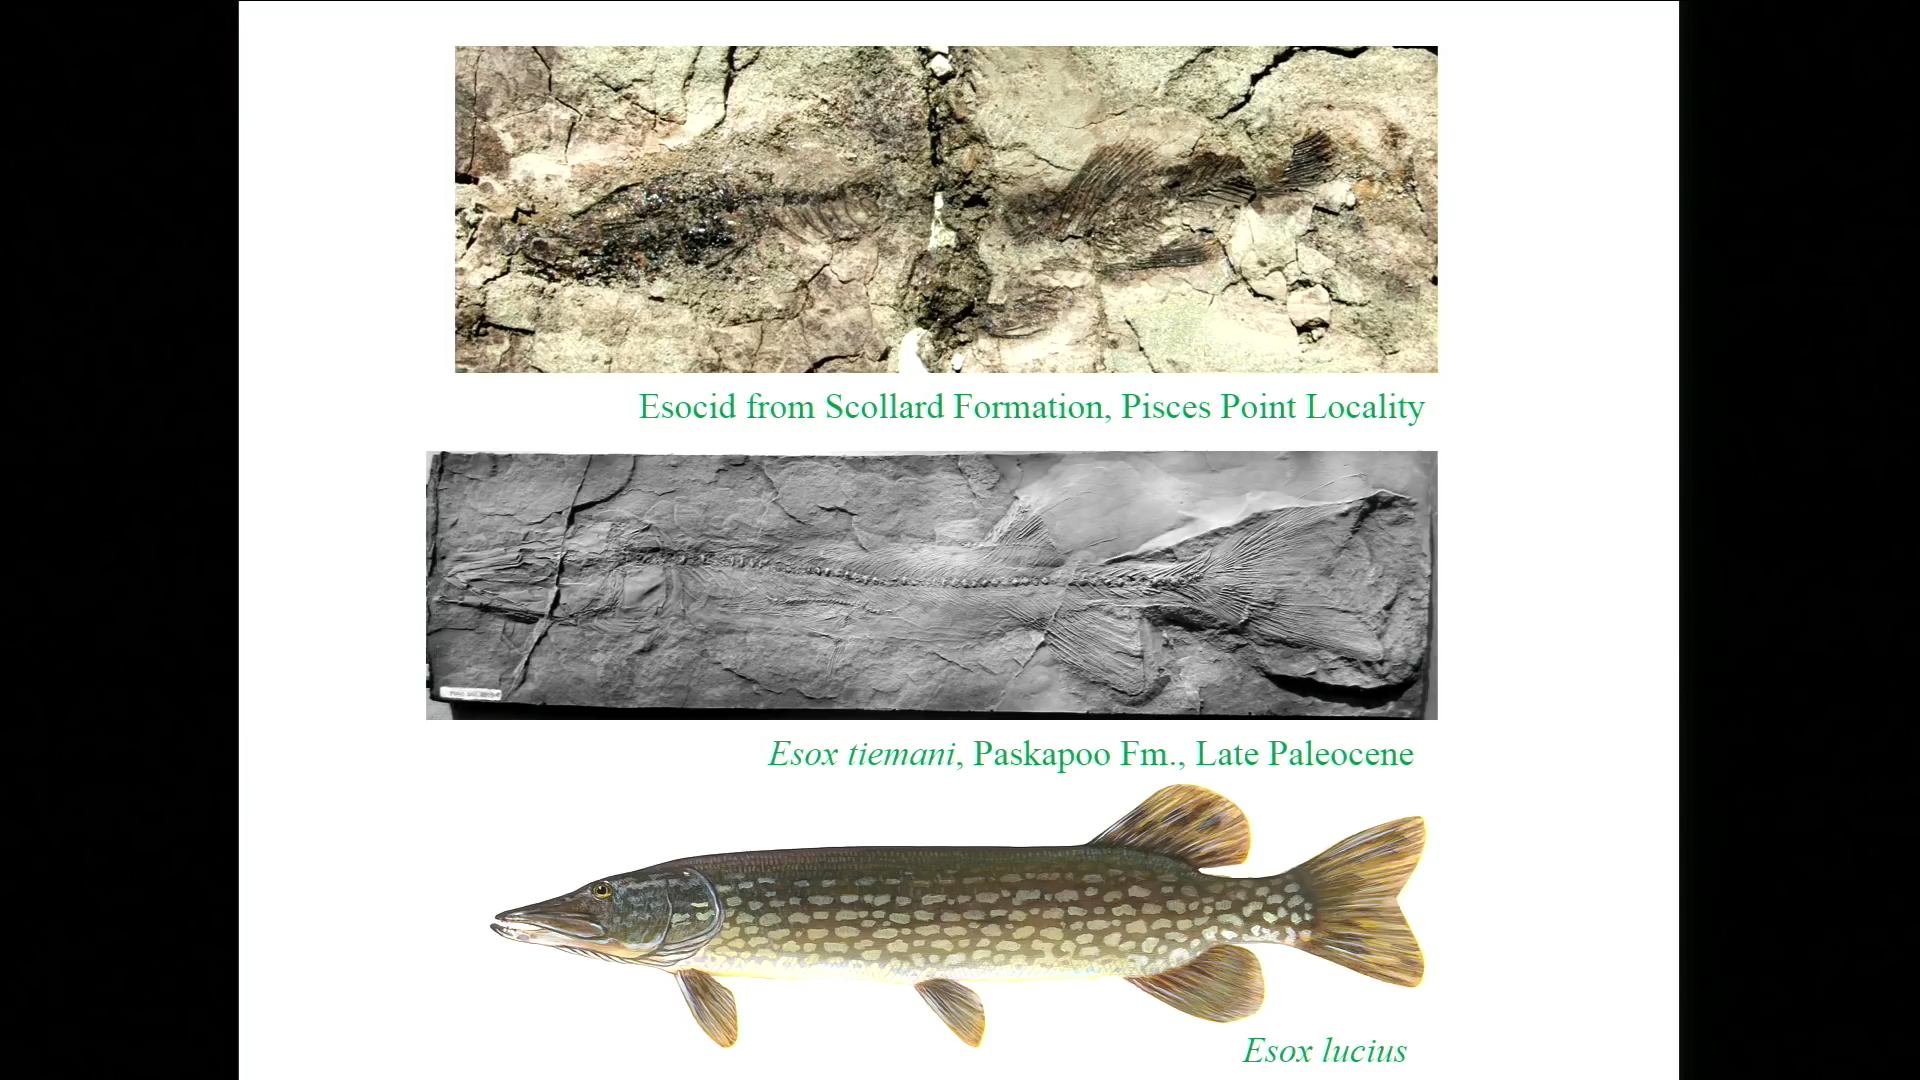 Esocid from Scollard Formation, Pisces Point Locality
Esox tiemani, Paskapoo Fm., Late Paleocene
Esox lucius